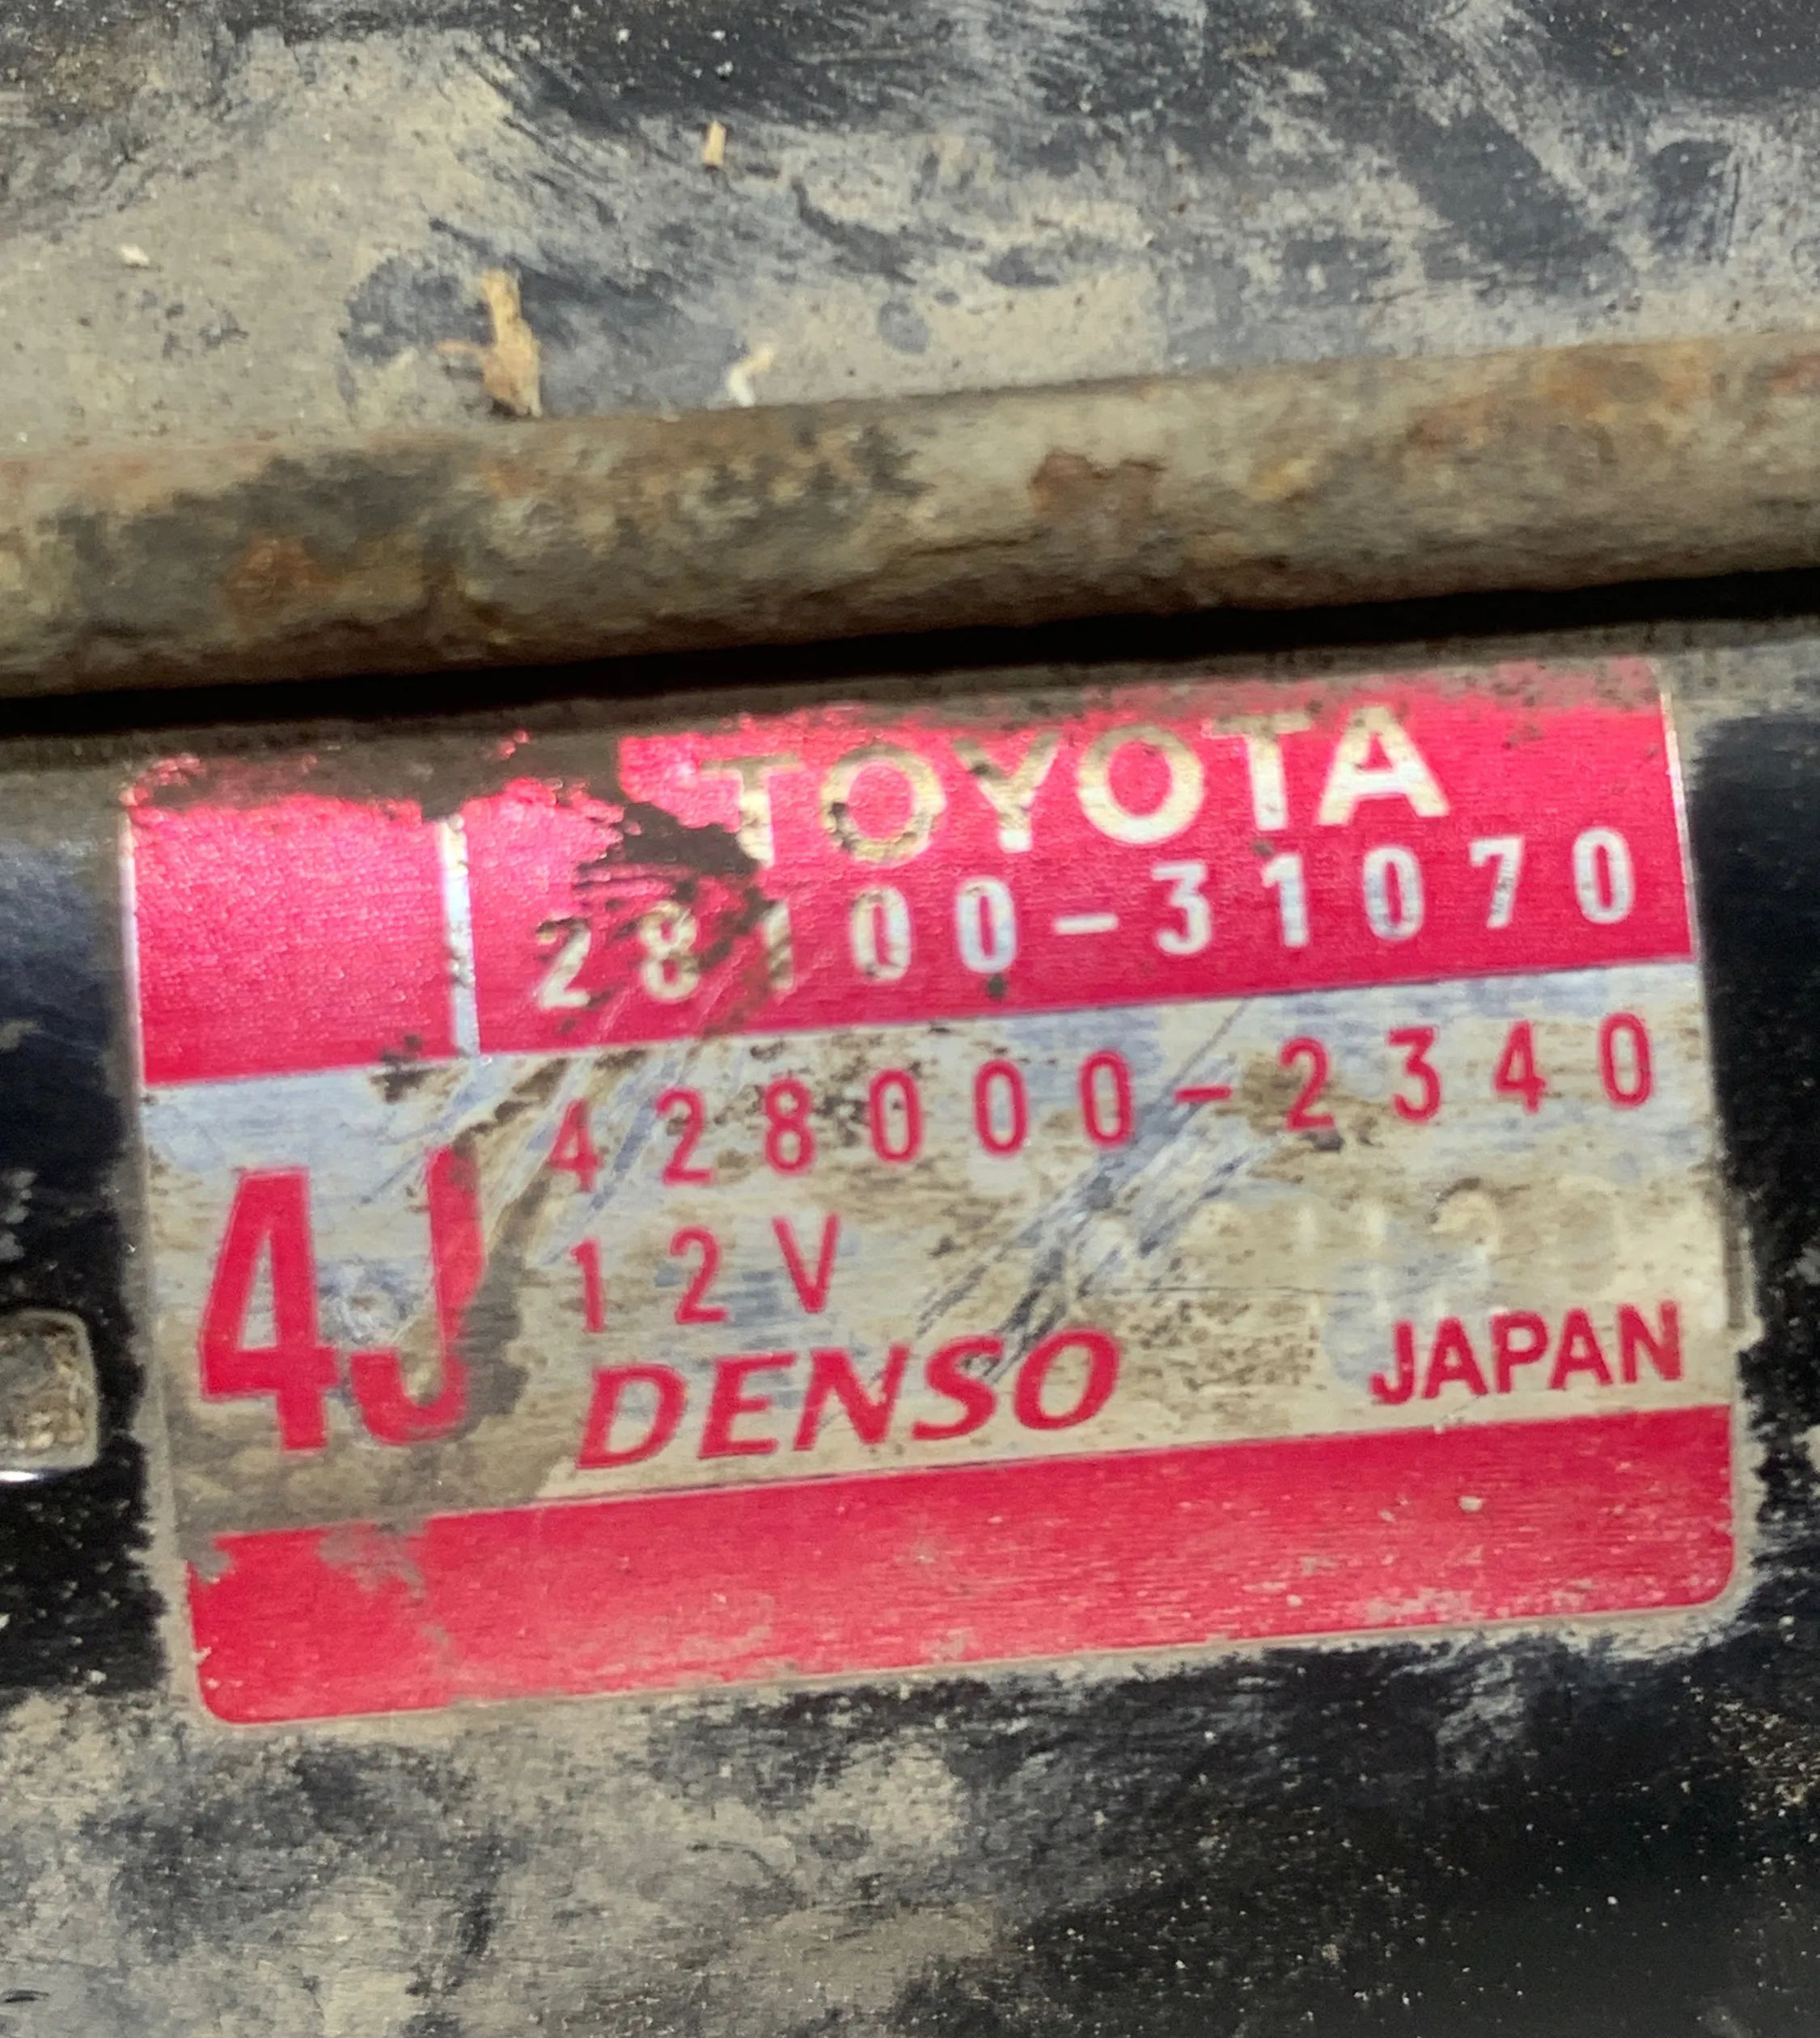 TOYOTA
28100-31070
428000-2340
4J
12V
DENSO JAPAN